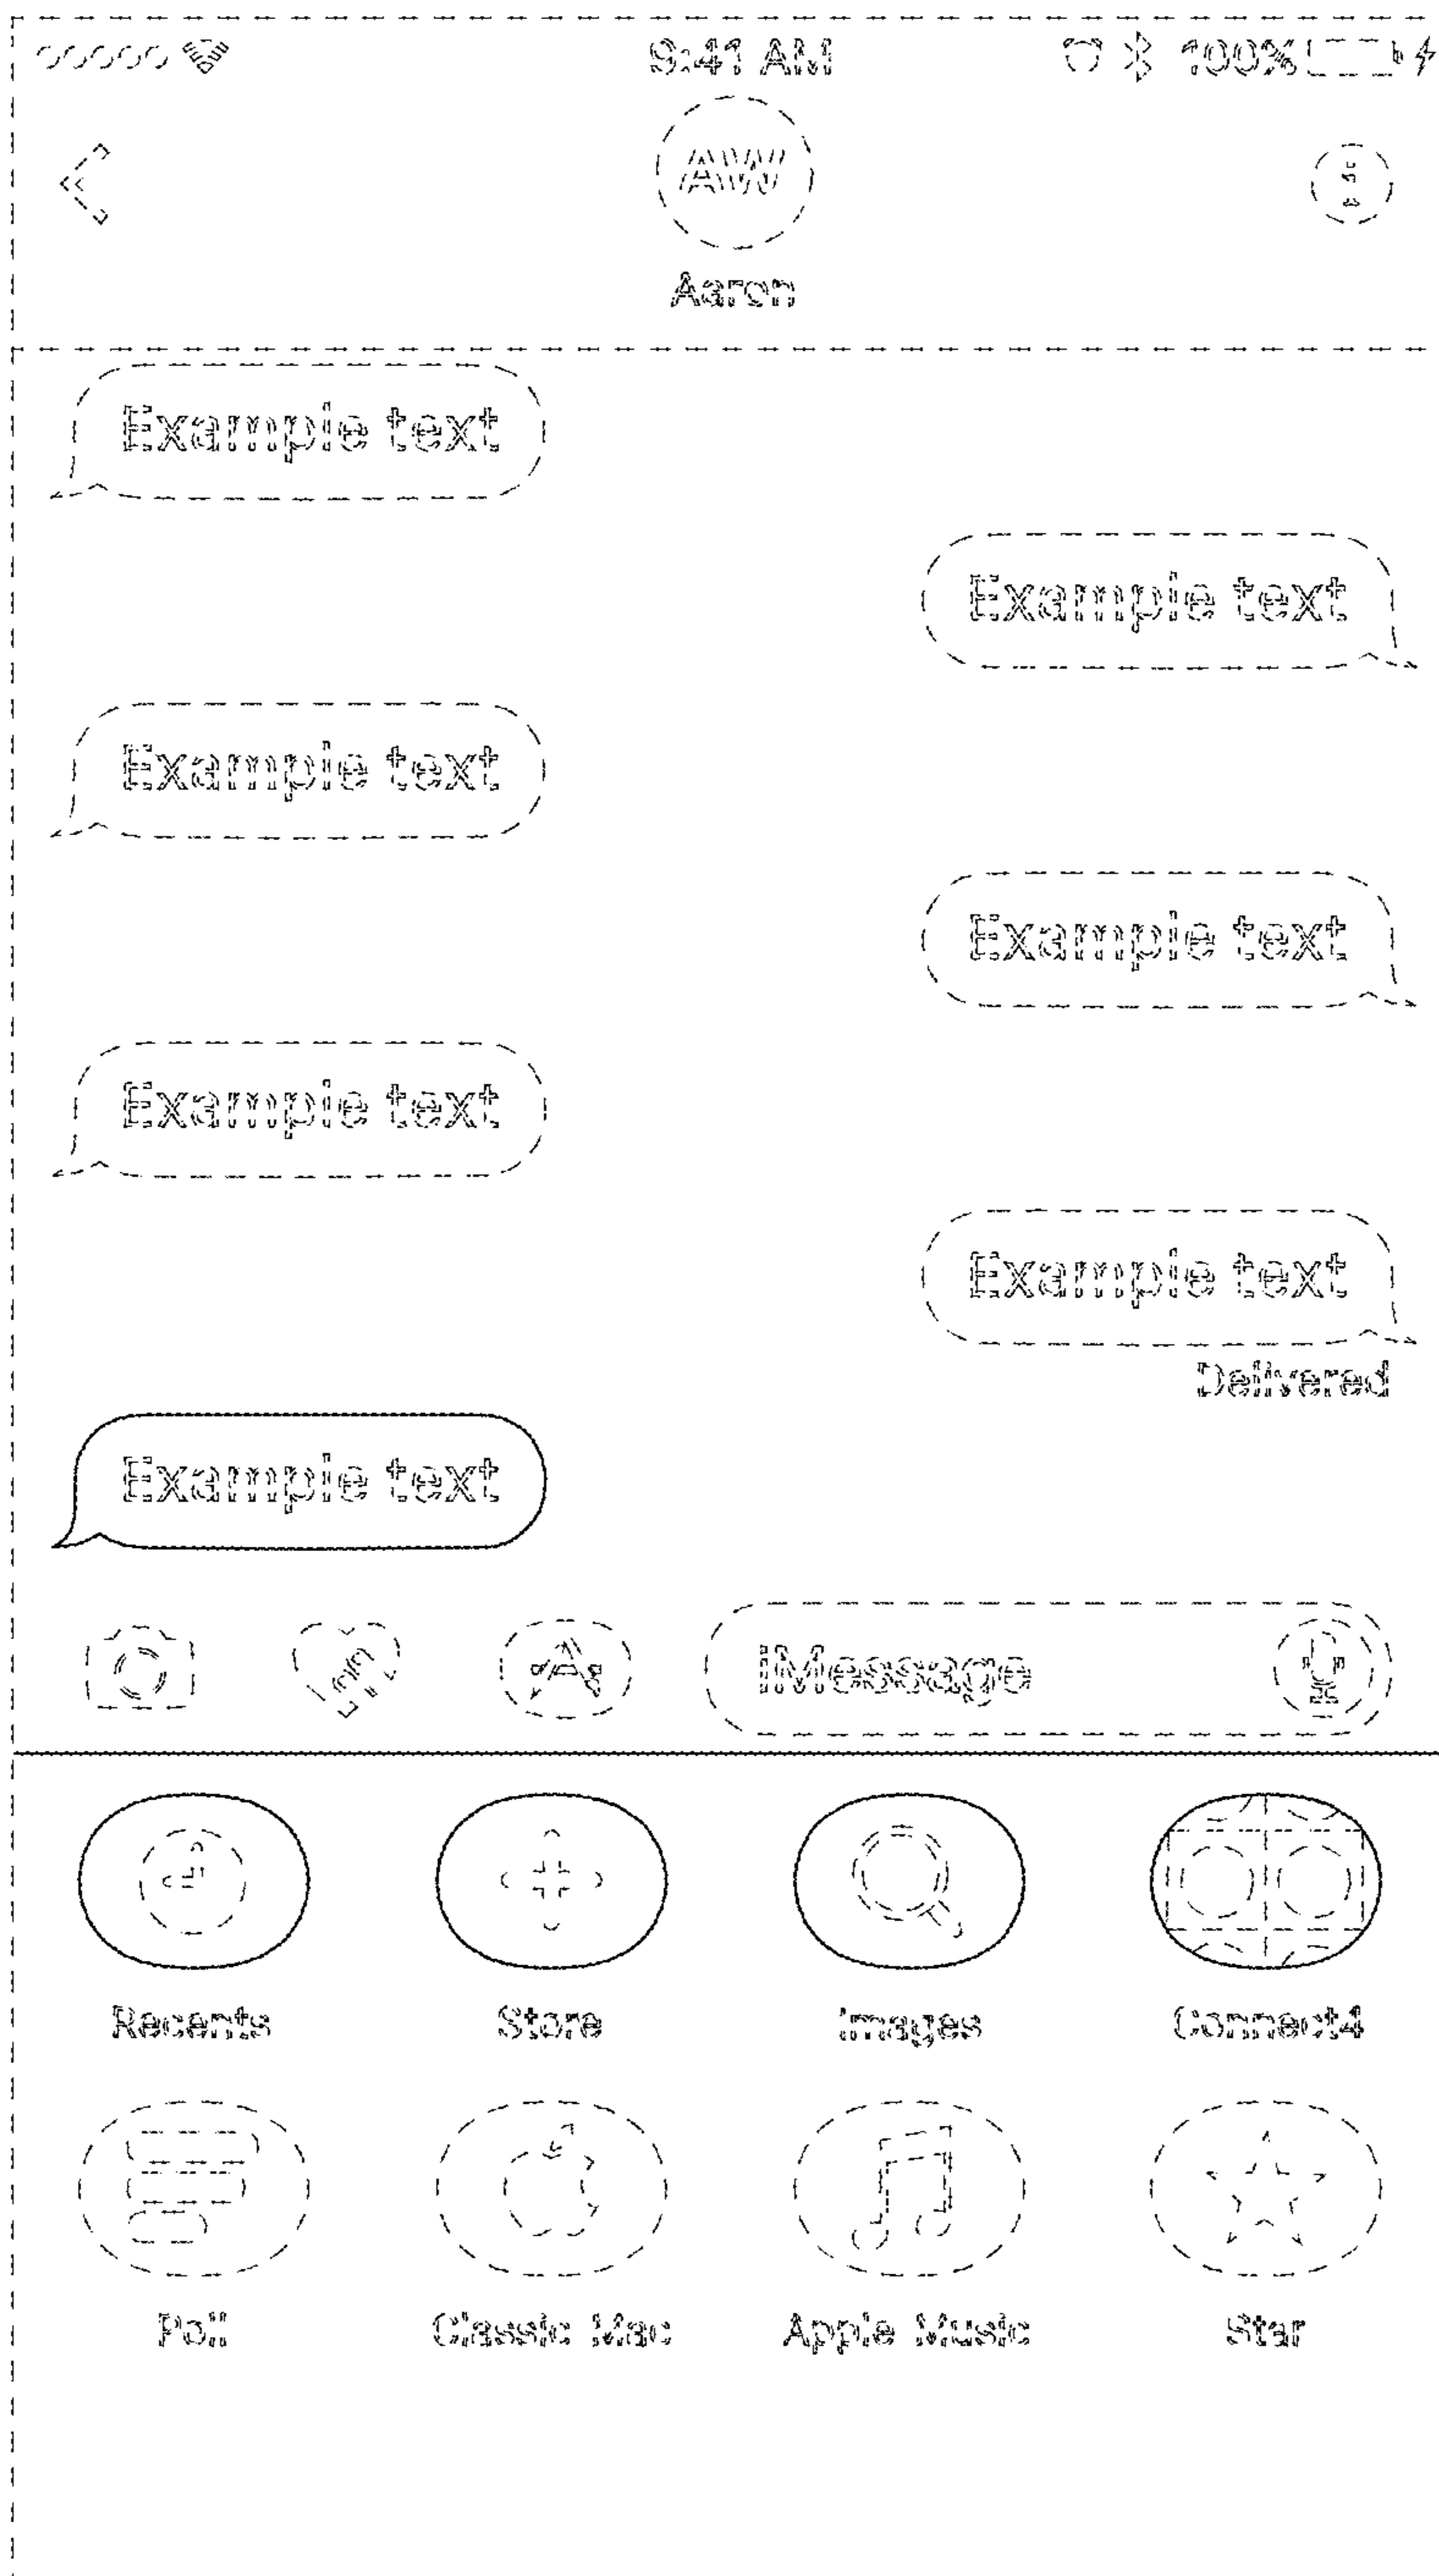 9:41 AM 100%
AW
Aaron
Example text
Example text
Example text
Example text
Example text
Example text
Delivered
Example text
iMessage
Recents Store Images Connect4
Poll Classic Mac Apple Music Star